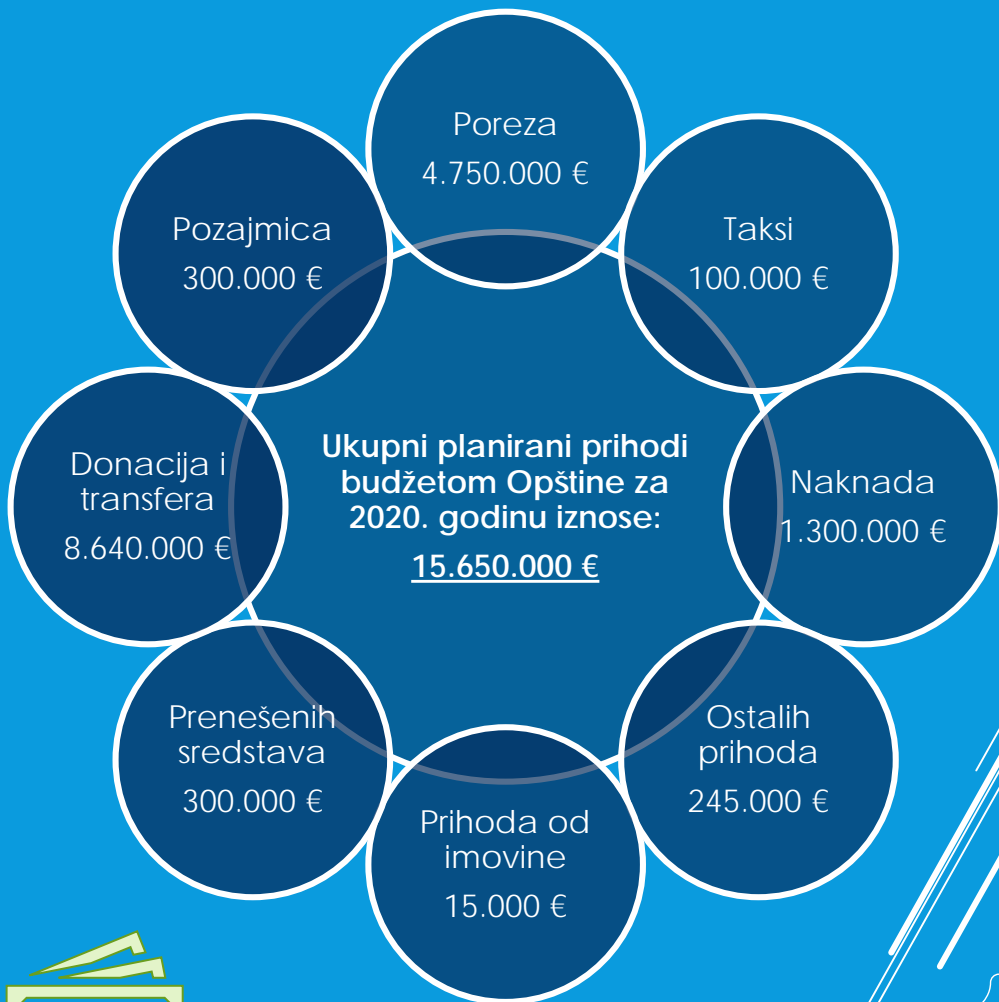 Poreza
4.750.000 €
Taksi
100.000 €
Naknada
1.300.000 €
Ostalih
prihoda
245.000 €
Prihoda od
imovine
15.000 €
Prenešenih
sredstava
300.000 €
Donacija i
transfera
8.640.000 €
Pozajmica
300.000 €
Ukupni planirani prihodi
budžetom Opštine za
2020. godinu iznose:
15.650.000 €